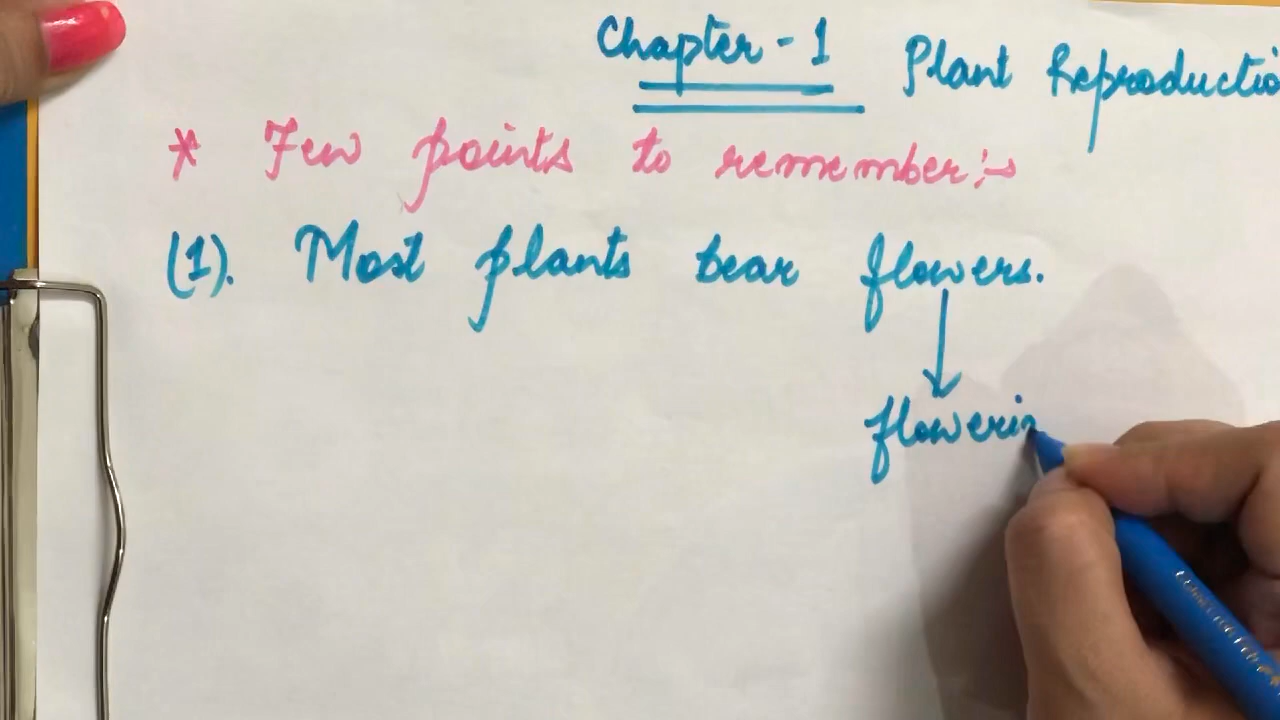 Chapter - 1 Plant Reproductio
* Few points to remember :→
(1). Most plants bear flowers.
↓
flowerin